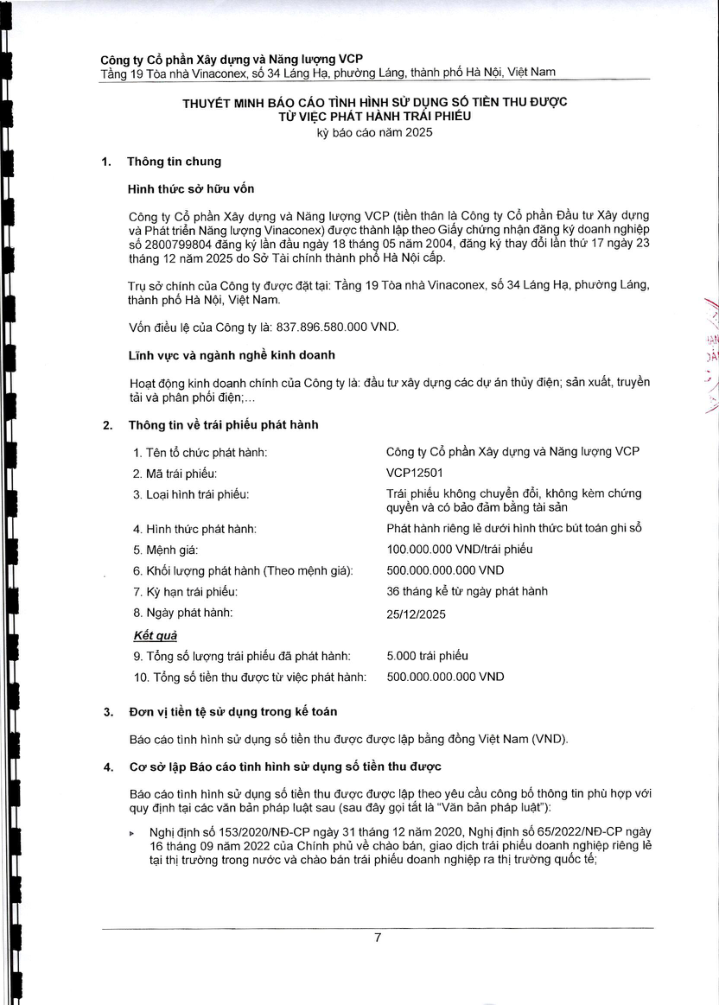 Công ty Cổ phần Xây dựng và Năng lượng VCP
Tầng 19 Tòa nhà Vinaconex, số 34 Láng Hạ, phường Láng, thành phố Hà Nội, Việt Nam
THUYẾT MINH BÁO CÁO TÌNH HÌNH SỬ DỤNG SỐ TIỀN THU ĐƯỢC
TỪ VIỆC PHÁT HÀNH TRÁI PHIẾU
kỳ báo cáo năm 2025
1. Thông tin chung
Hình thức sở hữu vốn
Công ty Cổ phần Xây dựng và Năng lượng VCP (tiền thân là Công ty Cổ phần Đầu tư Xây dựng
và Phát triển Năng lượng Vinaconex) được thành lập theo Giấy chứng nhận đăng ký doanh nghiệp
số 2800799804 đăng ký lần đầu ngày 18 tháng 05 năm 2004, đăng ký thay đổi lần thứ 17 ngày 23
tháng 12 năm 2025 do Sở Tài chính thành phố Hà Nội cấp.
Trụ sở chính của Công ty được đặt tại: Tầng 19 Tòa nhà Vinaconex, số 34 Láng Hạ, phường Láng,
thành phố Hà Nội, Việt Nam.
Vốn điều lệ của Công ty là: 837.896.580.000 VND.
Lĩnh vực và ngành nghề kinh doanh
Hoạt động kinh doanh chính của Công ty là: đầu tư xây dựng các dự án thủy điện; sản xuất, truyền
tải và phân phối điện;...
2. Thông tin về trái phiếu phát hành
1. Tên tổ chức phát hành: Công ty Cổ phần Xây dựng và Năng lượng VCP
2. Mã trái phiếu: VCP12501
3. Loại hình trái phiếu: Trái phiếu không chuyển đổi, không kèm chứng
quyền và có bảo đảm bằng tài sản
4. Hình thức phát hành: Phát hành riêng lẻ dưới hình thức bút toán ghi sổ
5. Mệnh giá: 100.000.000 VND/trái phiếu
6. Khối lượng phát hành (Theo mệnh giá): 500.000.000.000 VND
7. Kỳ hạn trái phiếu: 36 tháng kể từ ngày phát hành
8. Ngày phát hành: 25/12/2025
Kết quả
9. Tổng số lượng trái phiếu đã phát hành: 5.000 trái phiếu
10. Tổng số tiền thu được từ việc phát hành: 500.000.000.000 VND
3. Đơn vị tiền tệ sử dụng trong kế toán
Báo cáo tình hình sử dụng số tiền thu được được lập bằng đồng Việt Nam (VND).
4. Cơ sở lập Báo cáo tình hình sử dụng số tiền thu được
Báo cáo tình hình sử dụng số tiền thu được được lập theo yêu cầu công bố thông tin phù hợp với
quy định tại các văn bản pháp luật sau (sau đây gọi tắt là "Văn bản pháp luật"):
▹ Nghị định số 153/2020/NĐ-CP ngày 31 tháng 12 năm 2020, Nghị định số 65/2022/NĐ-CP ngày
16 tháng 09 năm 2022 của Chính phủ về chào bán, giao dịch trái phiếu doanh nghiệp riêng lẻ
tại thị trường trong nước và chào bán trái phiếu doanh nghiệp ra thị trường quốc tế;
7